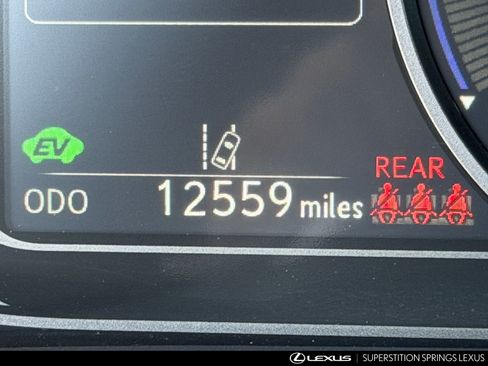 EV
REAR
ODO 12559 miles
LEXUS | SUPERSTITION SPRINGS LEXUS